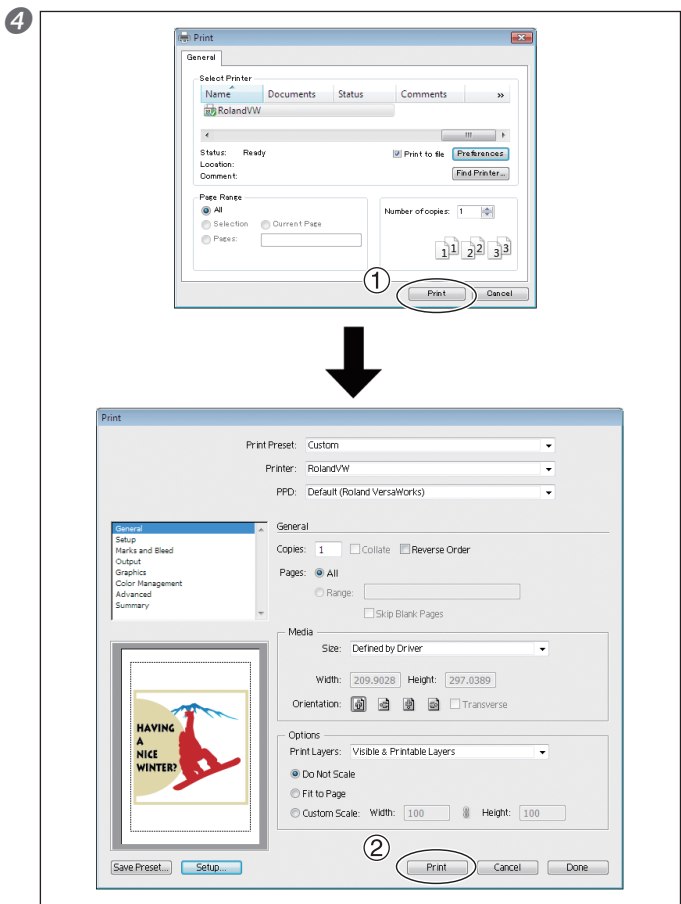 4
Print
General
Select Printer
Name Documents Status Comments »
RolandVW
Status: Ready Print to file Preferences
Location:
Comment: Find Printer...
Page Range
All Number of copies: 1
Selection Current Page
Pages:
1 1 2 2 3 3
1
Print Cancel
Print
Print Preset: Custom
Printer: RolandVW
PPD: Default (Roland VersaWorks)
General
Setup
Marks and Bleed
Output
Graphics
Color Management
Advanced
Summary
General
Copies: 1 Collate Reverse Order
Pages: All
Range:
Skip Blank Pages
Media
Size: Defined by Driver
Width: 209.9028 Height: 297.0389
Orientation: Transverse
Options
Print Layers: Visible & Printable Layers
Do Not Scale
Fit to Page
Custom Scale: Width: 100 Height: 100
HAVING
A
NICE
WINTER?
2
Save Preset... Setup... Print Cancel Done